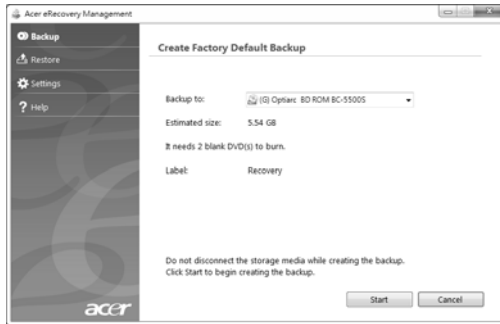 Acer eRecovery Management
Backup
Restore
Settings
Help
Create Factory Default Backup
Backup to: (G) Optiarc BD ROM BC-5500S
Estimated size: 5.54 GB
It needs 2 blank DVD(s) to burn.
Label: Recovery
Do not disconnect the storage media while creating the backup.
Click Start to begin creating the backup.
Start Cancel
acer